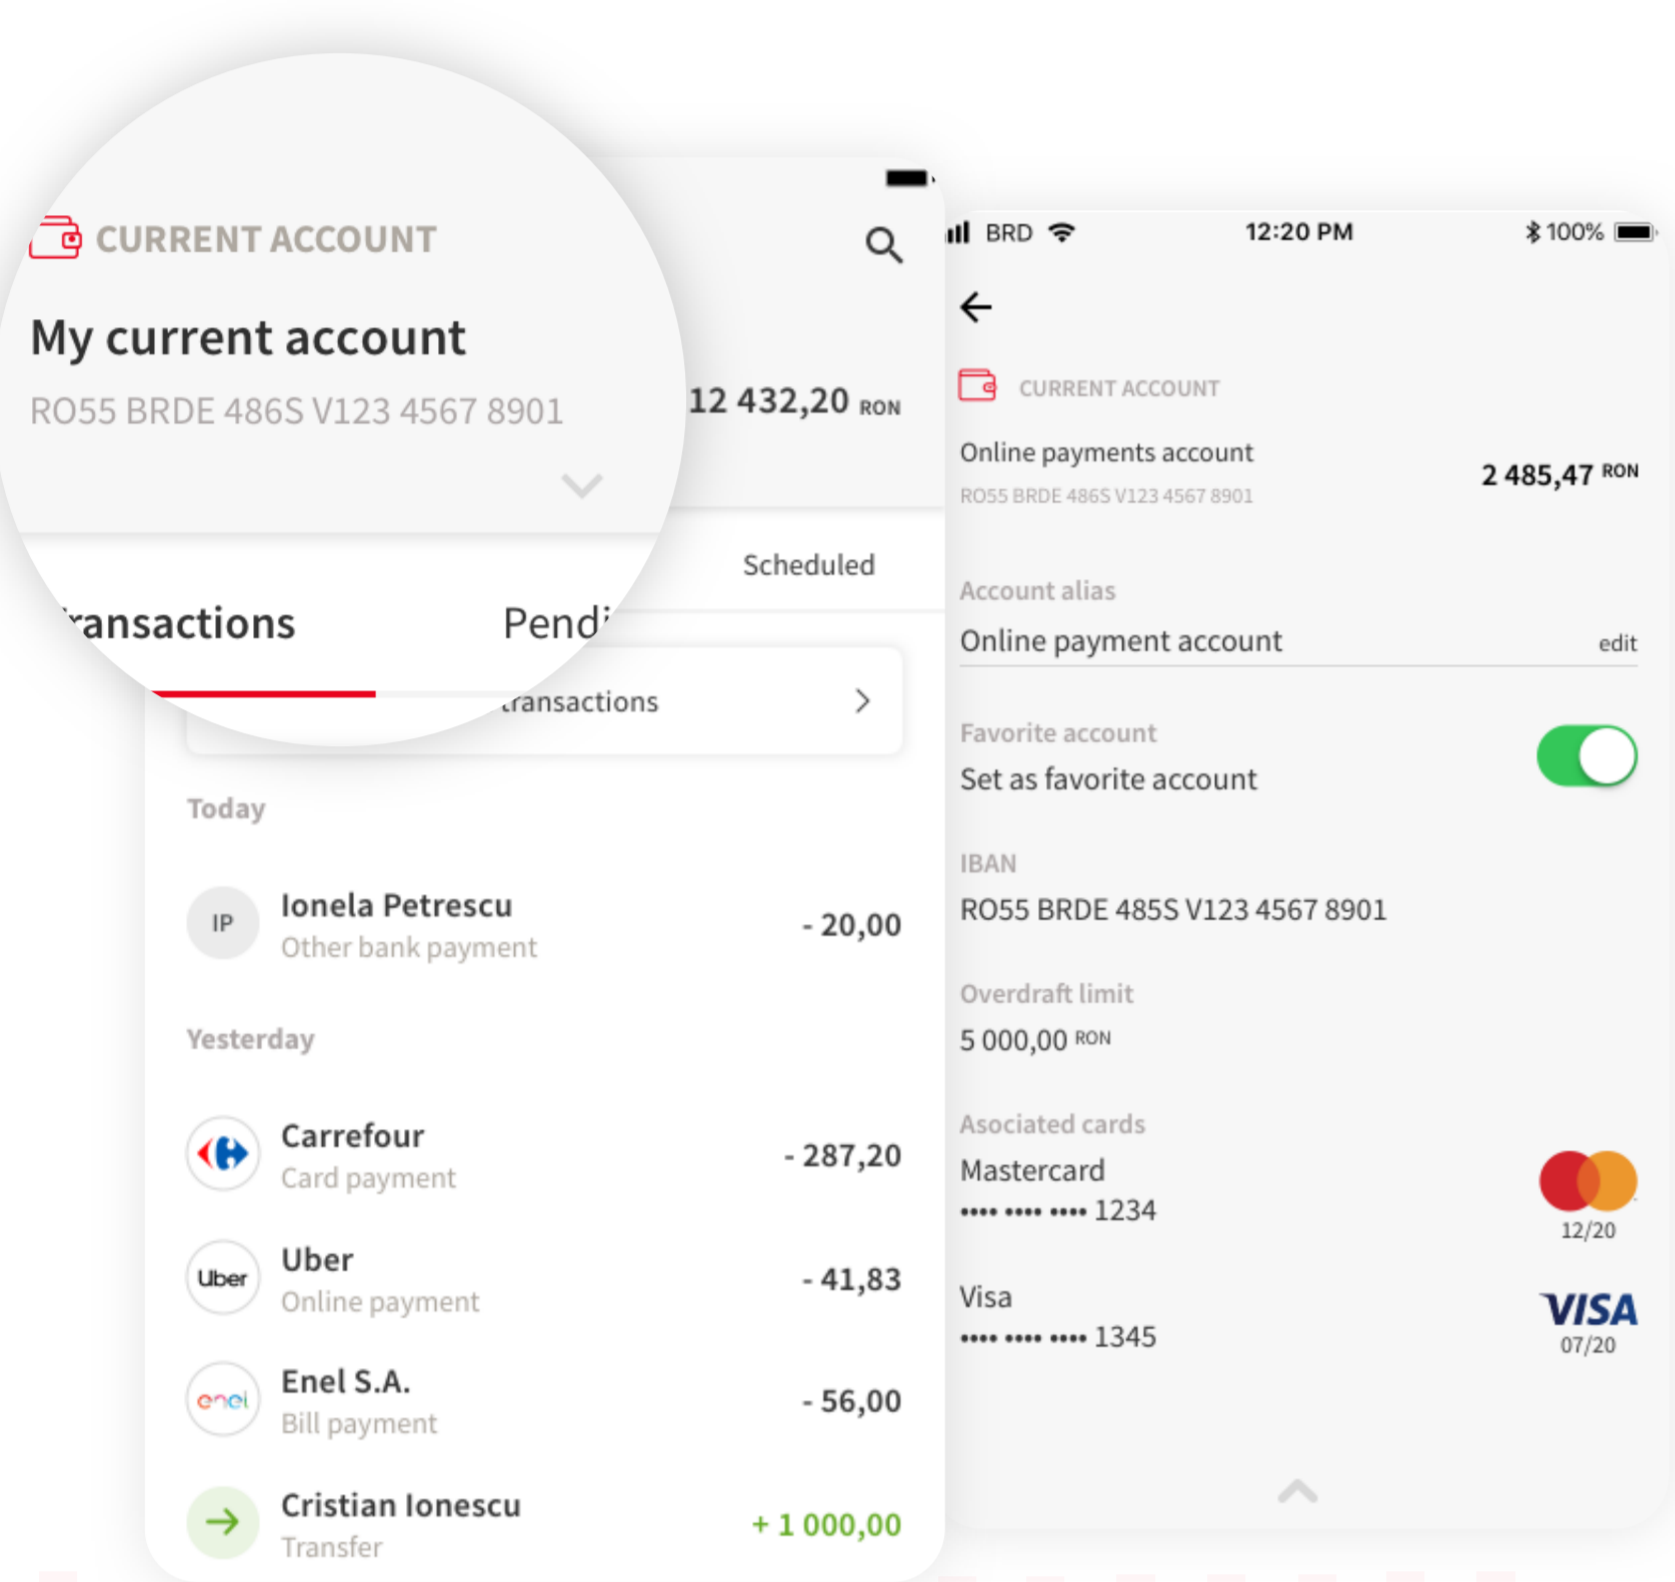 CURRENT ACCOUNT
My current account
RO55 BRDE 486S V123 4567 8901
12 432,20 RON
ransactions
Pendi
Scheduled
transactions
Today
IP
Ionela Petrescu
Other bank payment
- 20,00
Yesterday
Carrefour
Card payment
- 287,20
Uber
Uber
Online payment
- 41,83
enel
Enel S.A.
Bill payment
- 56,00
Cristian Ionescu
Transfer
+ 1 000,00
BRD
12:20 PM
100%
CURRENT ACCOUNT
Online payments account
RO55 BRDE 486S V123 4567 8901
2 485,47 RON
Account alias
Online payment account
edit
Favorite account
Set as favorite account
IBAN
RO55 BRDE 485S V123 4567 8901
Overdraft limit
5 000,00 RON
Asociated cards
Mastercard
•••• •••• •••• 1234
12/20
Visa
•••• •••• •••• 1345
VISA
07/20